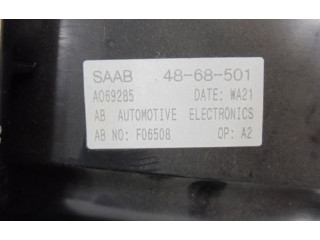 SAAB 48-68-501
A069285 DATE: WA21
AB AUTOMOTIVE ELECTRONICS
AB NO: F06508 OP: A2